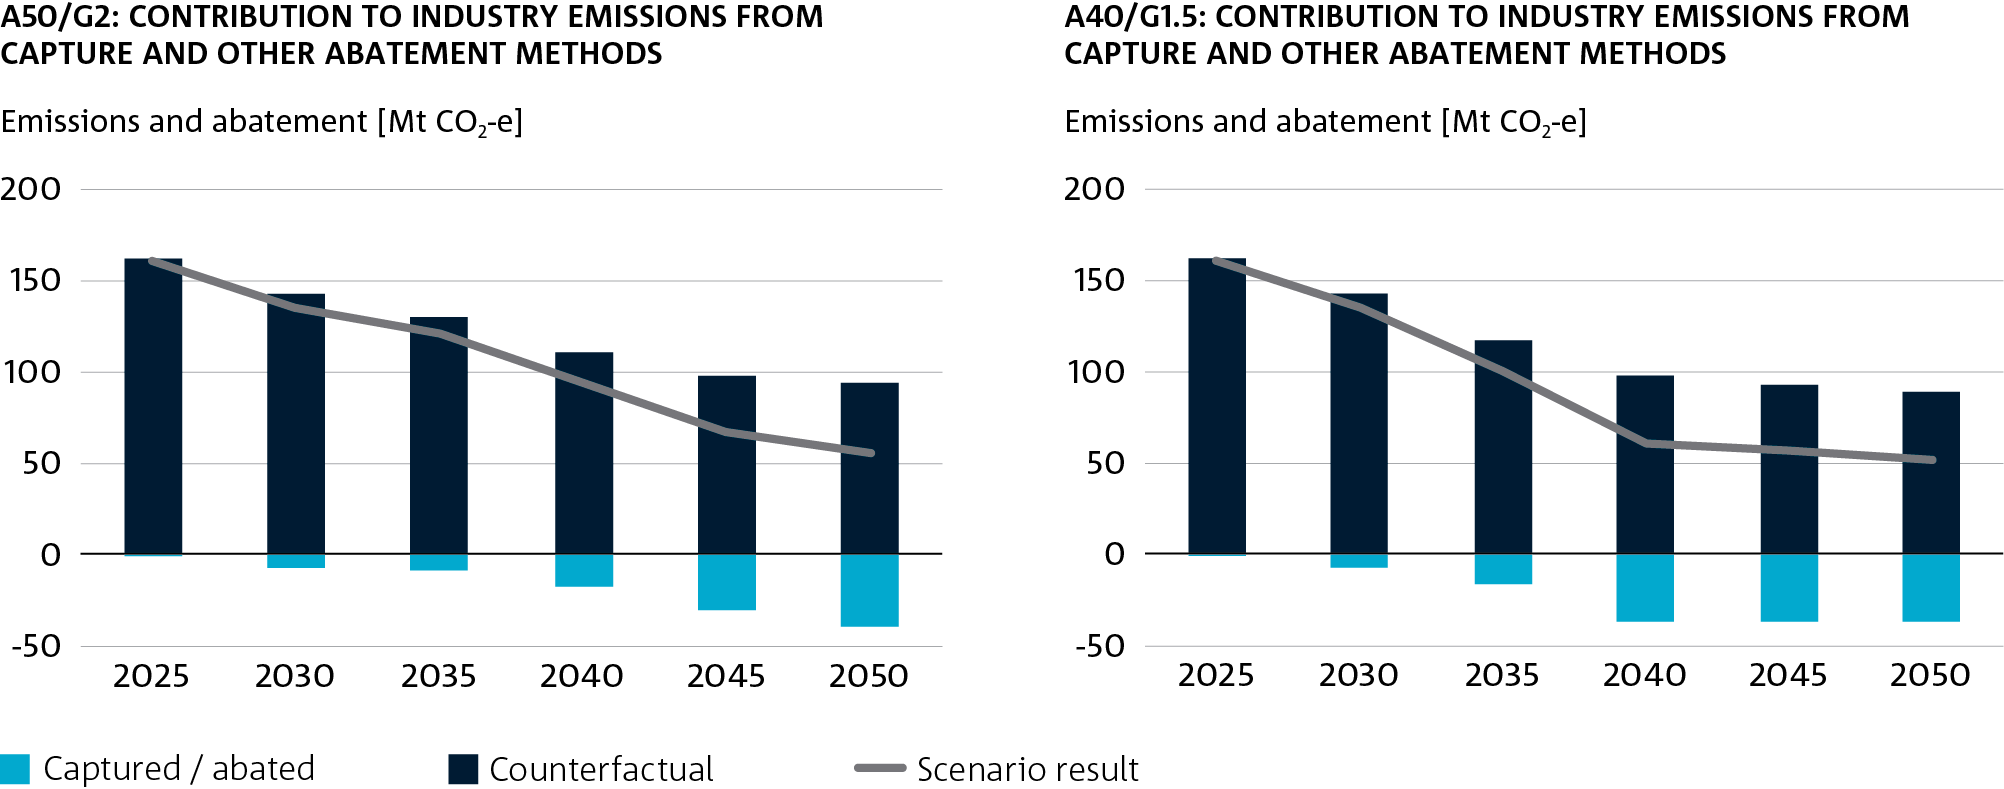 A50/G2: CONTRIBUTION TO INDUSTRY EMISSIONS FROM
CAPTURE AND OTHER ABATEMENT METHODS
Emissions and abatement [Mt CO₂-e]
200
150
100
50
0
-50
2025 2030 2035 2040 2045 2050
A40/G1.5: CONTRIBUTION TO INDUSTRY EMISSIONS FROM
CAPTURE AND OTHER ABATEMENT METHODS
Emissions and abatement [Mt CO₂-e]
200
150
100
50
0
-50
2025 2030 2035 2040 2045 2050
Captured / abated Counterfactual Scenario result